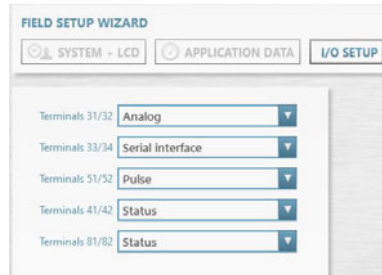 FIELD SETUP WIZARD
SYSTEM - LCD APPLICATION DATA I/O SETUP
Terminals 31/32 Analog
Terminals 33/34 Serial interface
Terminals 51/52 Pulse
Terminals 41/42 Status
Terminals 81/82 Status